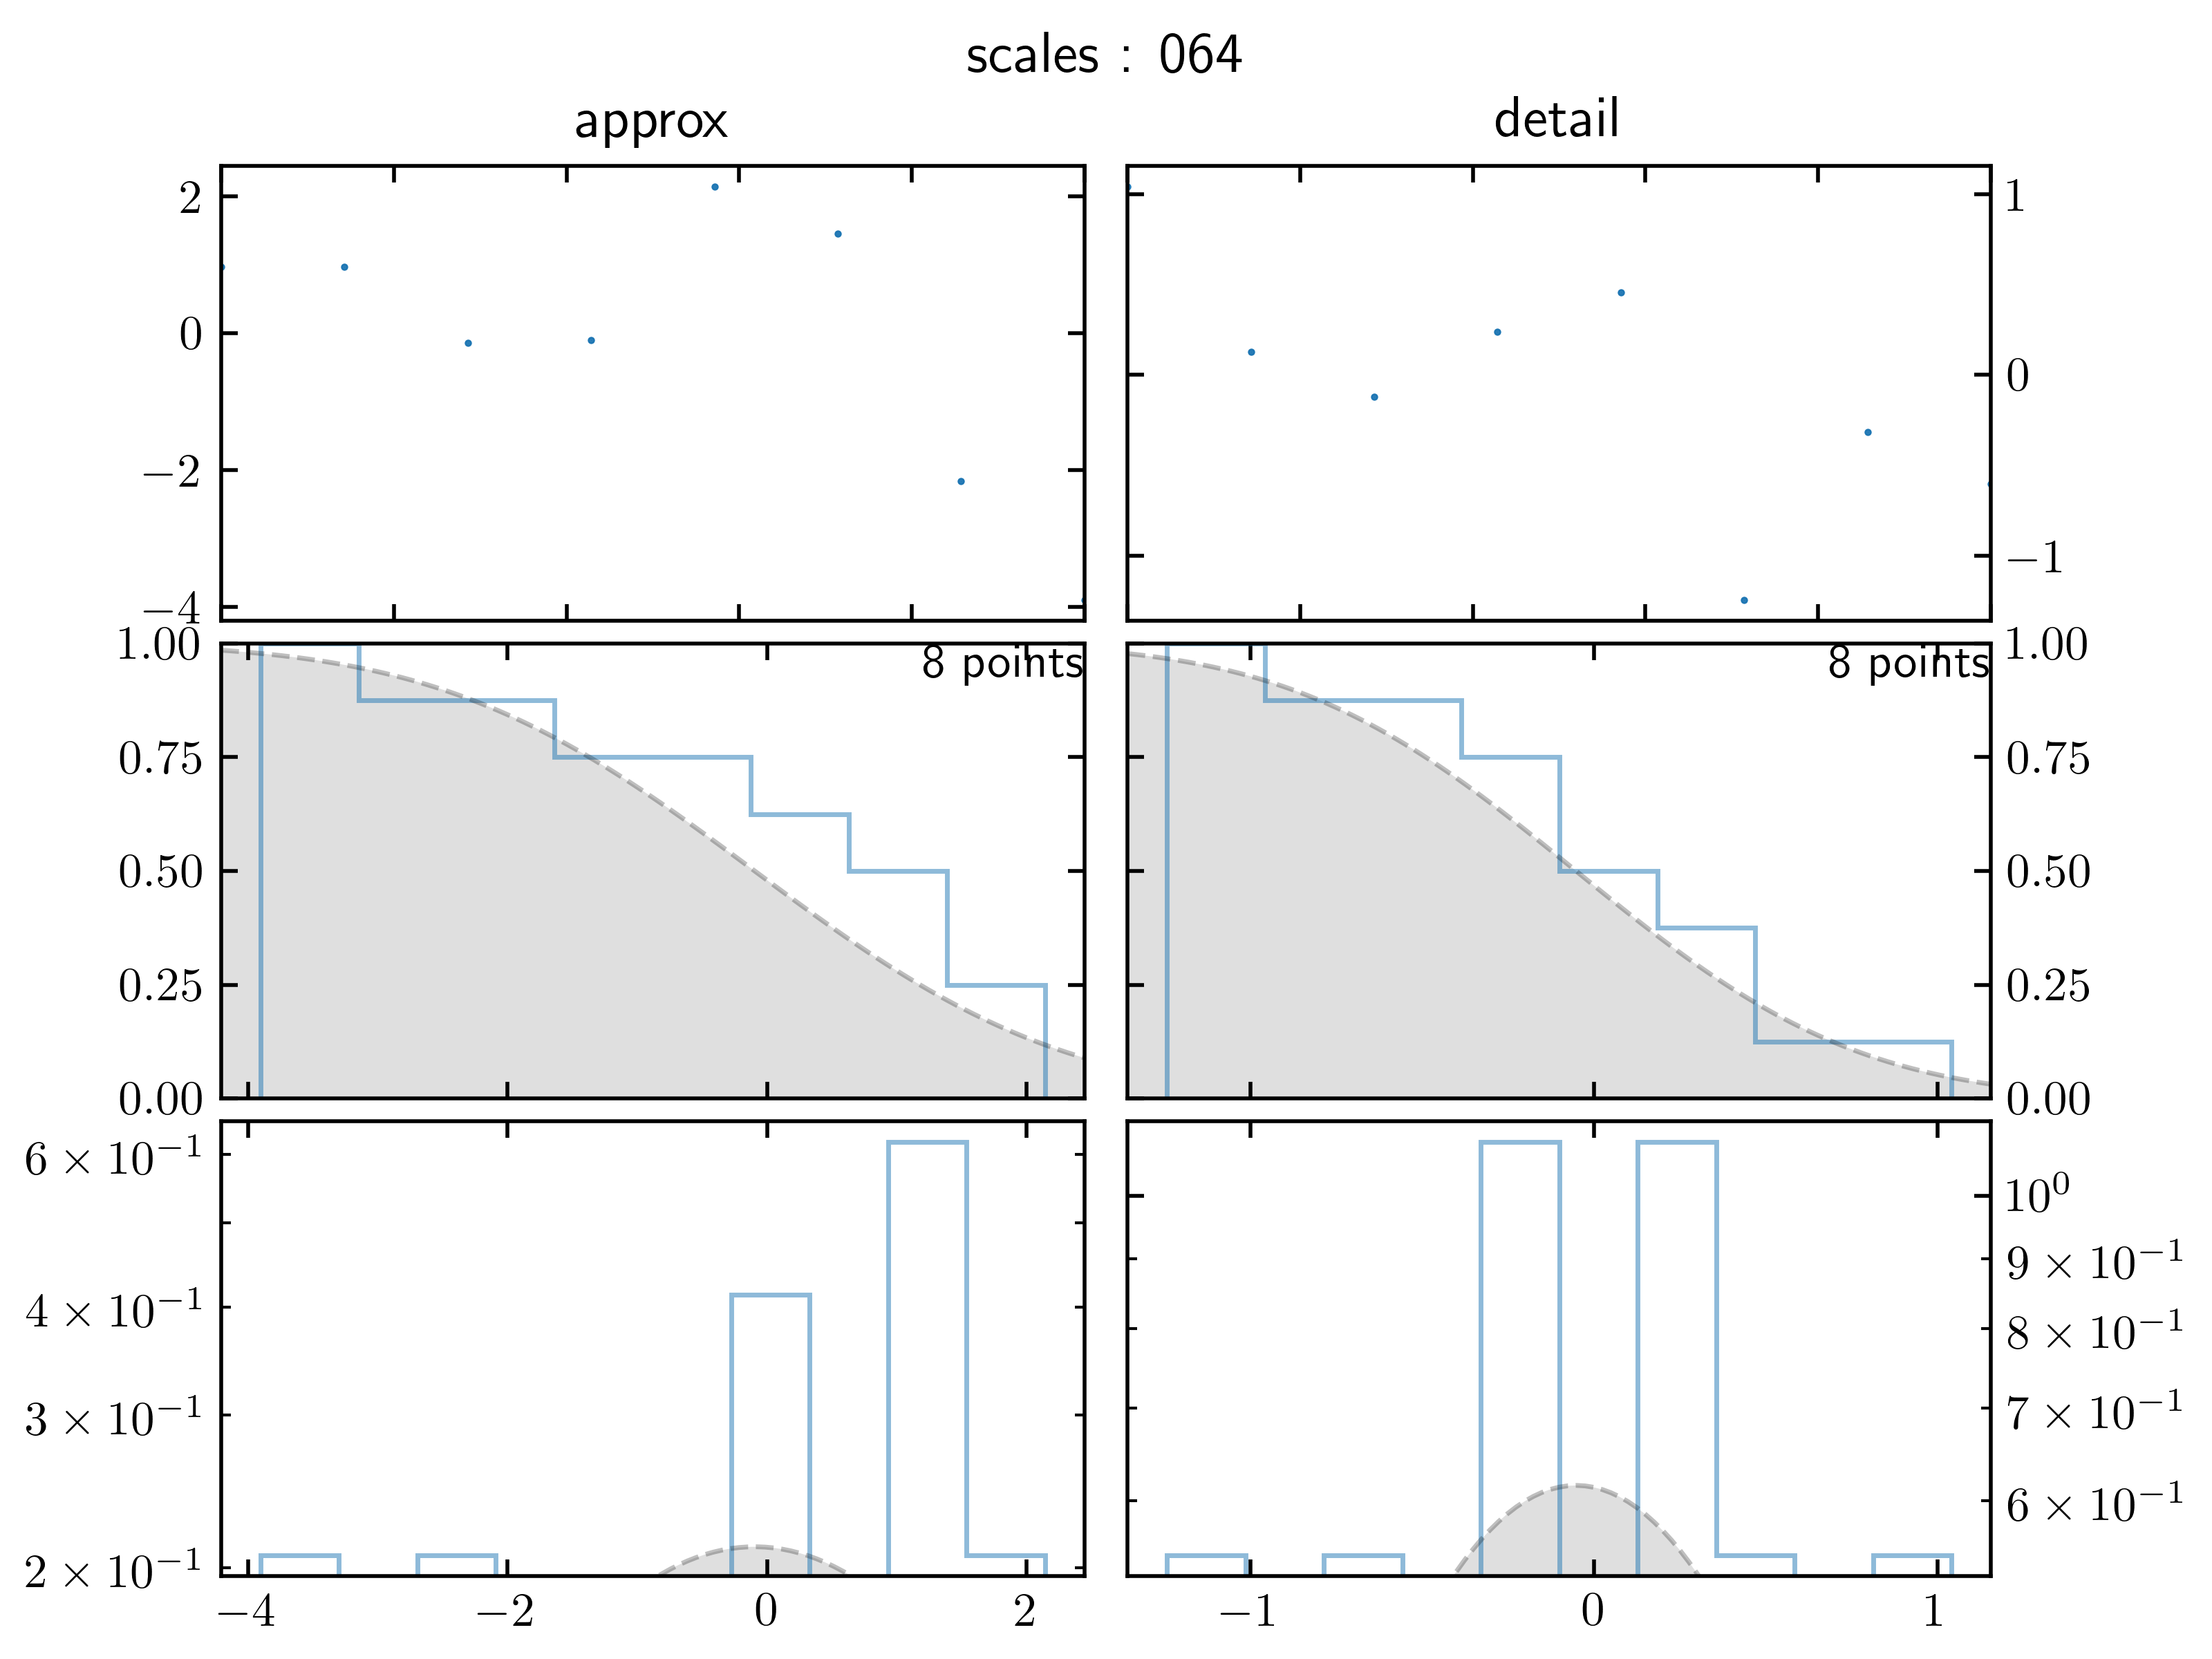 scales : 064
approx
detail
2
0
−2
−4
1
0
−1
1.00
0.75
0.50
0.25
0.00
8 points
8 points
1.00
0.75
0.50
0.25
0.00
6 × 10⁻¹
4 × 10⁻¹
3 × 10⁻¹
2 × 10⁻¹
10⁰
9 × 10⁻¹
8 × 10⁻¹
7 × 10⁻¹
6 × 10⁻¹
−4 −2 0 2
−1 0 1